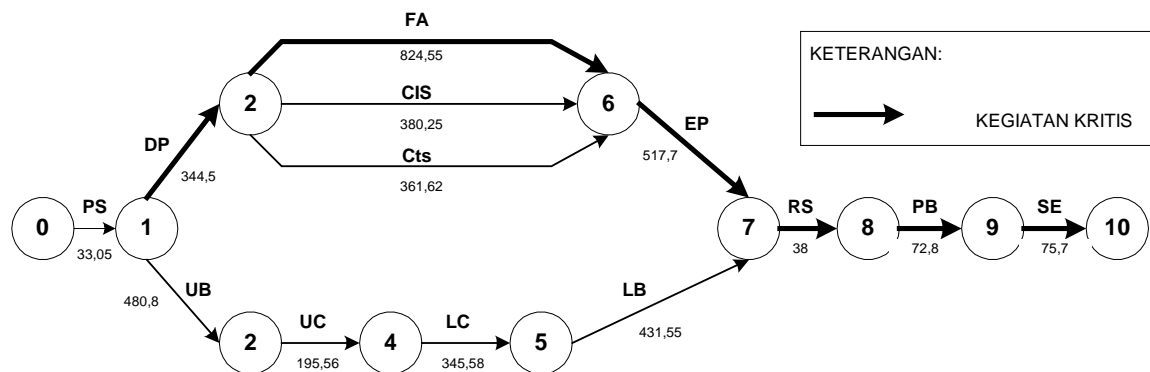 FA
824,55
KETERANGAN:
KEGIATAN KRITIS
2
CIS
380,25
6
DP
344,5
Cts
361,62
EP
517,7
0
PS
33,05
1
7
RS
38
8
PB
72,8
9
SE
75,7
10
UB
480,8
LB
431,55
2
UC
195,56
4
LC
345,58
5